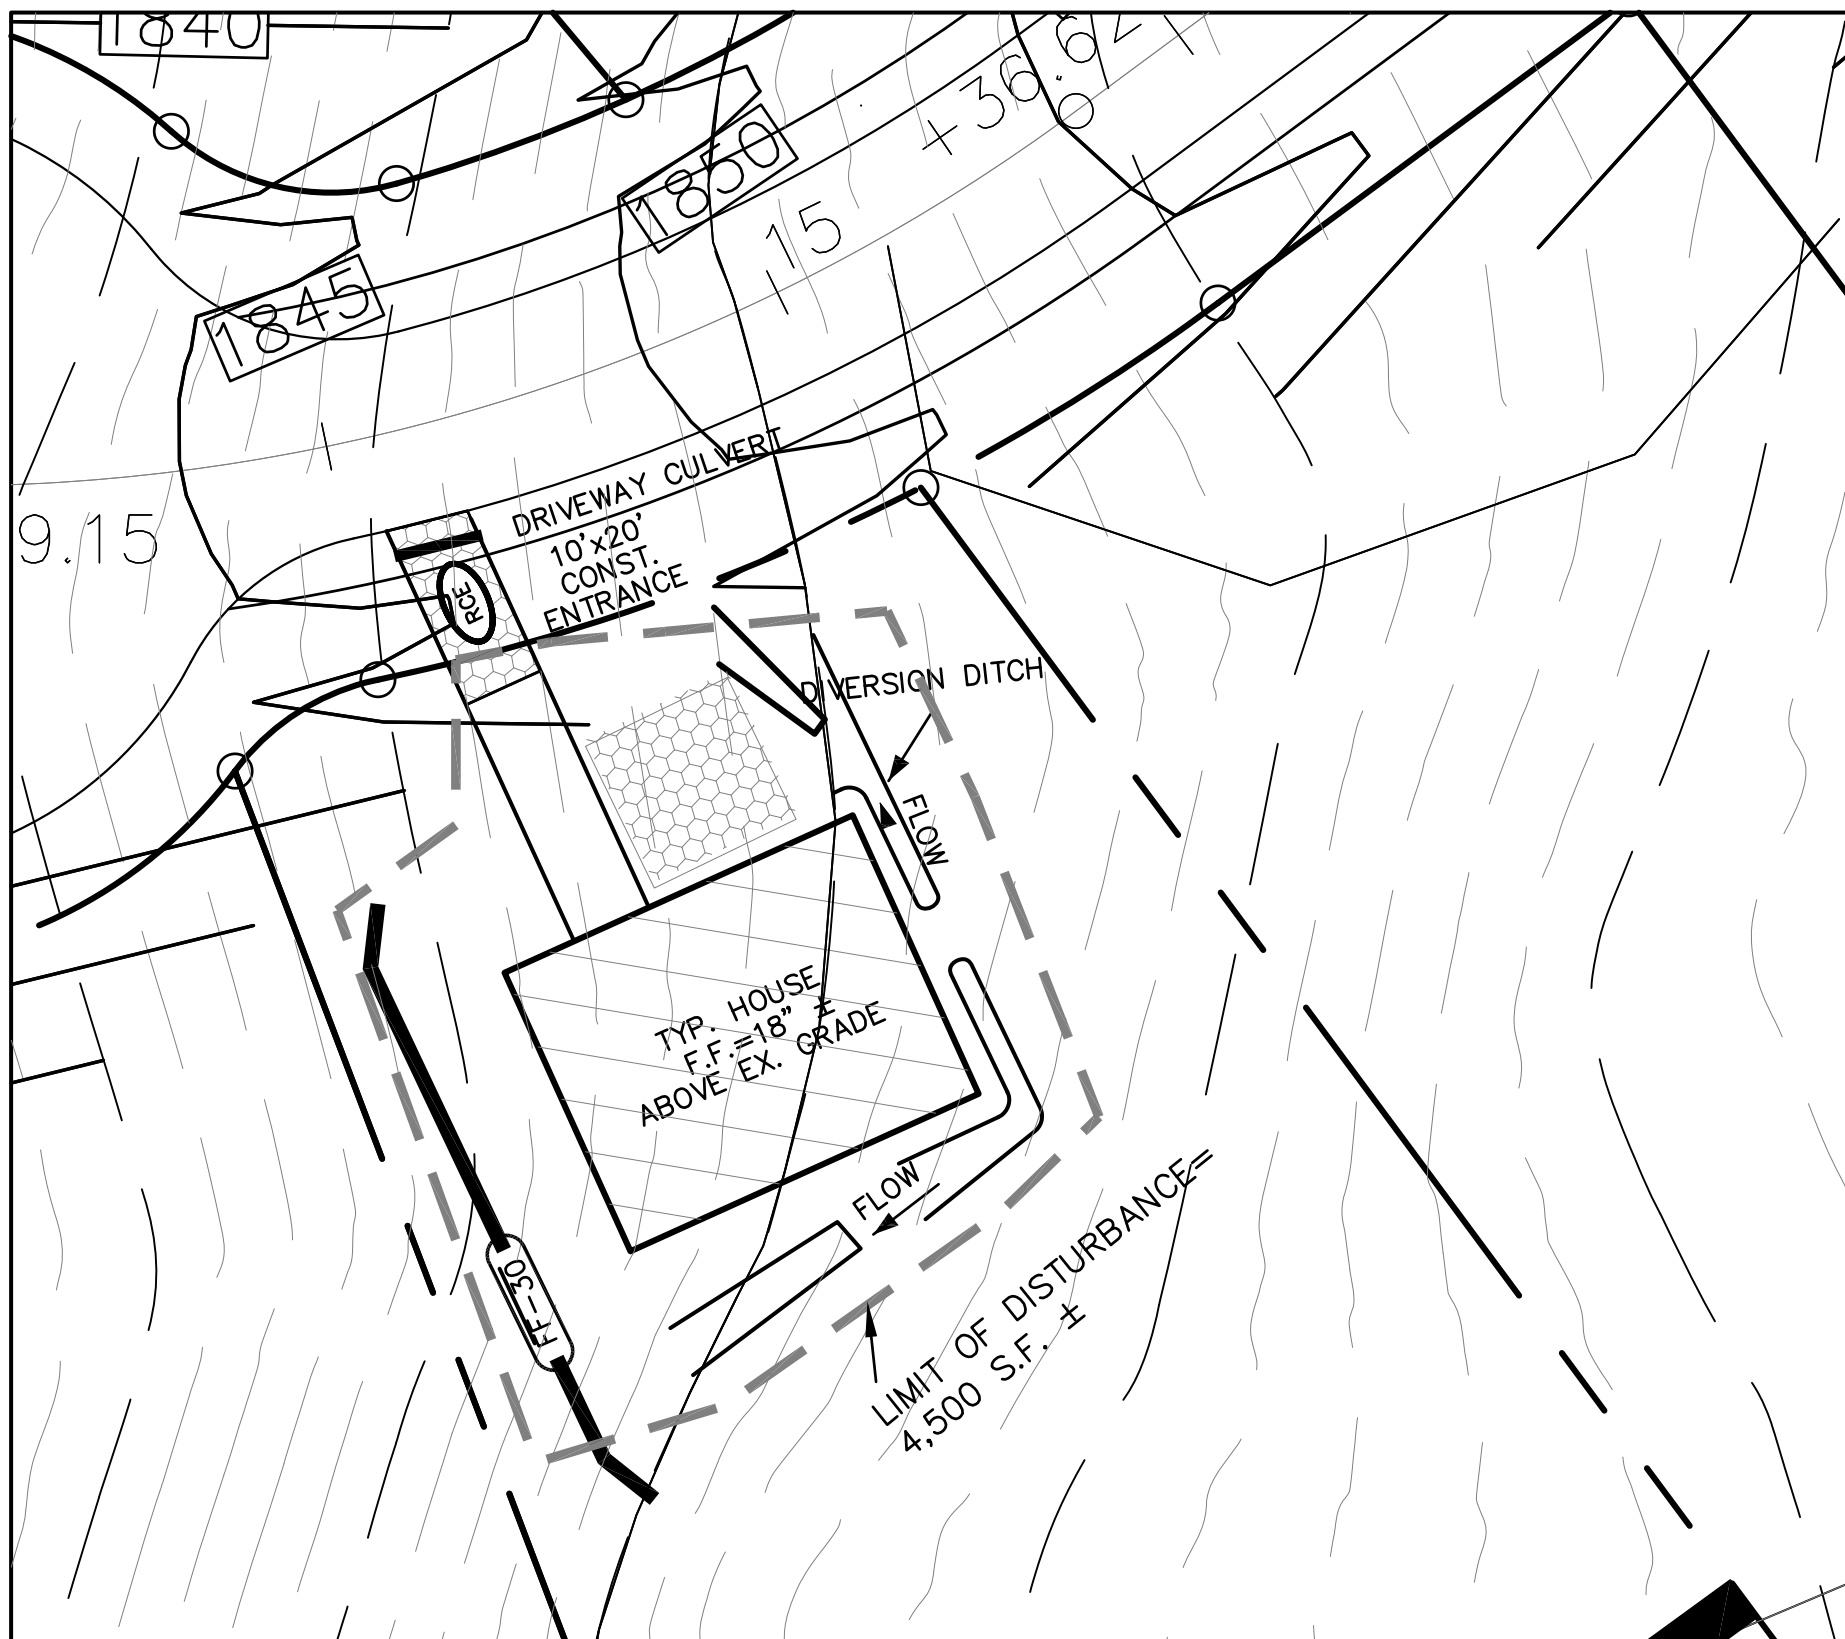 1840
+36.62
1850
15
1845
9.15
DRIVEWAY CULVERT
10'x20'
CONST.
ENTRANCE
RCE
DIVERSION DITCH
FLOW
TYP. HOUSE
F.F.=18" ±
ABOVE EX. GRADE
FLOW
FF-30
LIMIT OF DISTURBANCE=
4,500 S.F. ±